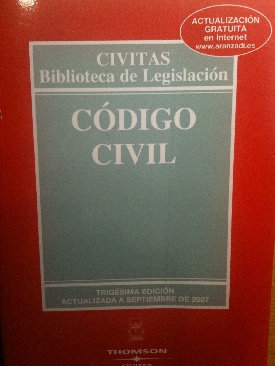 ACTUALIZACIÓN
GRATUITA
en Internet
www.aranzadi.es
CIVITAS
Biblioteca de Legislación
CÓDIGO
CIVIL
TRIGÉSIMA EDICIÓN
ACTUALIZADA A SEPTIEMBRE DE 2007
THOMSON
CIVITAS